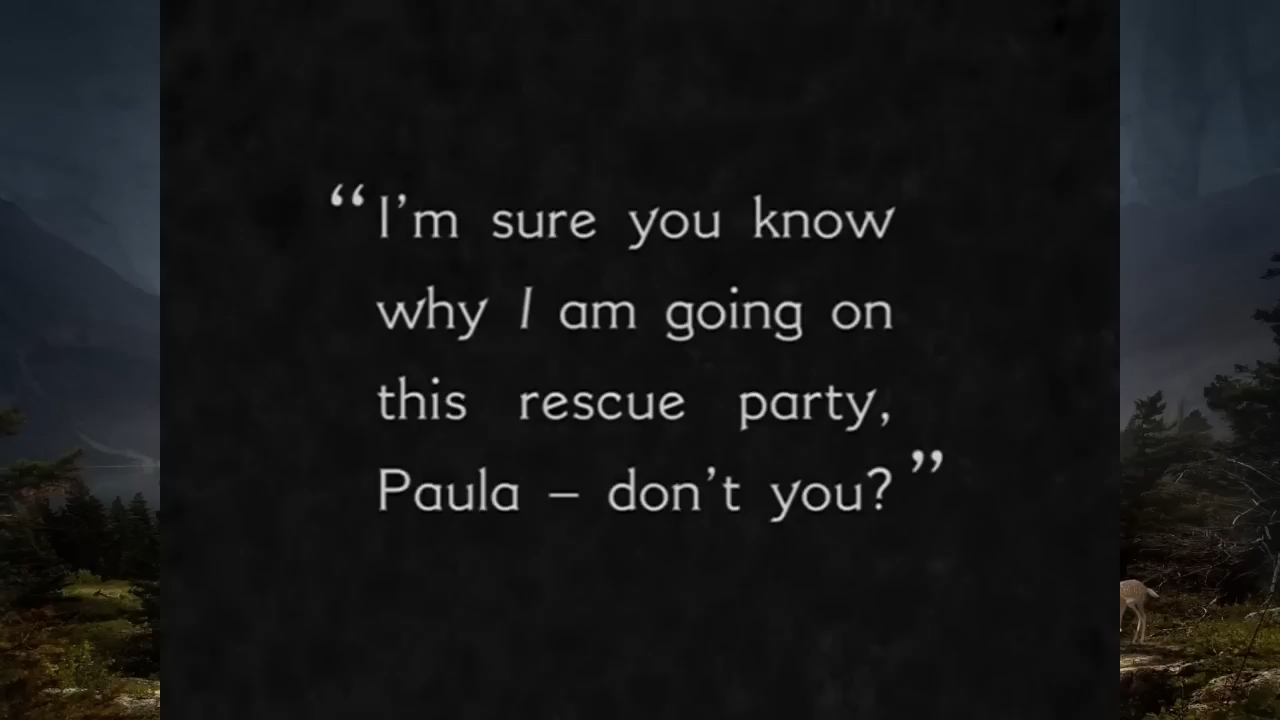 “I’m sure you know
why I am going on
this rescue party,
Paula – don’t you?”